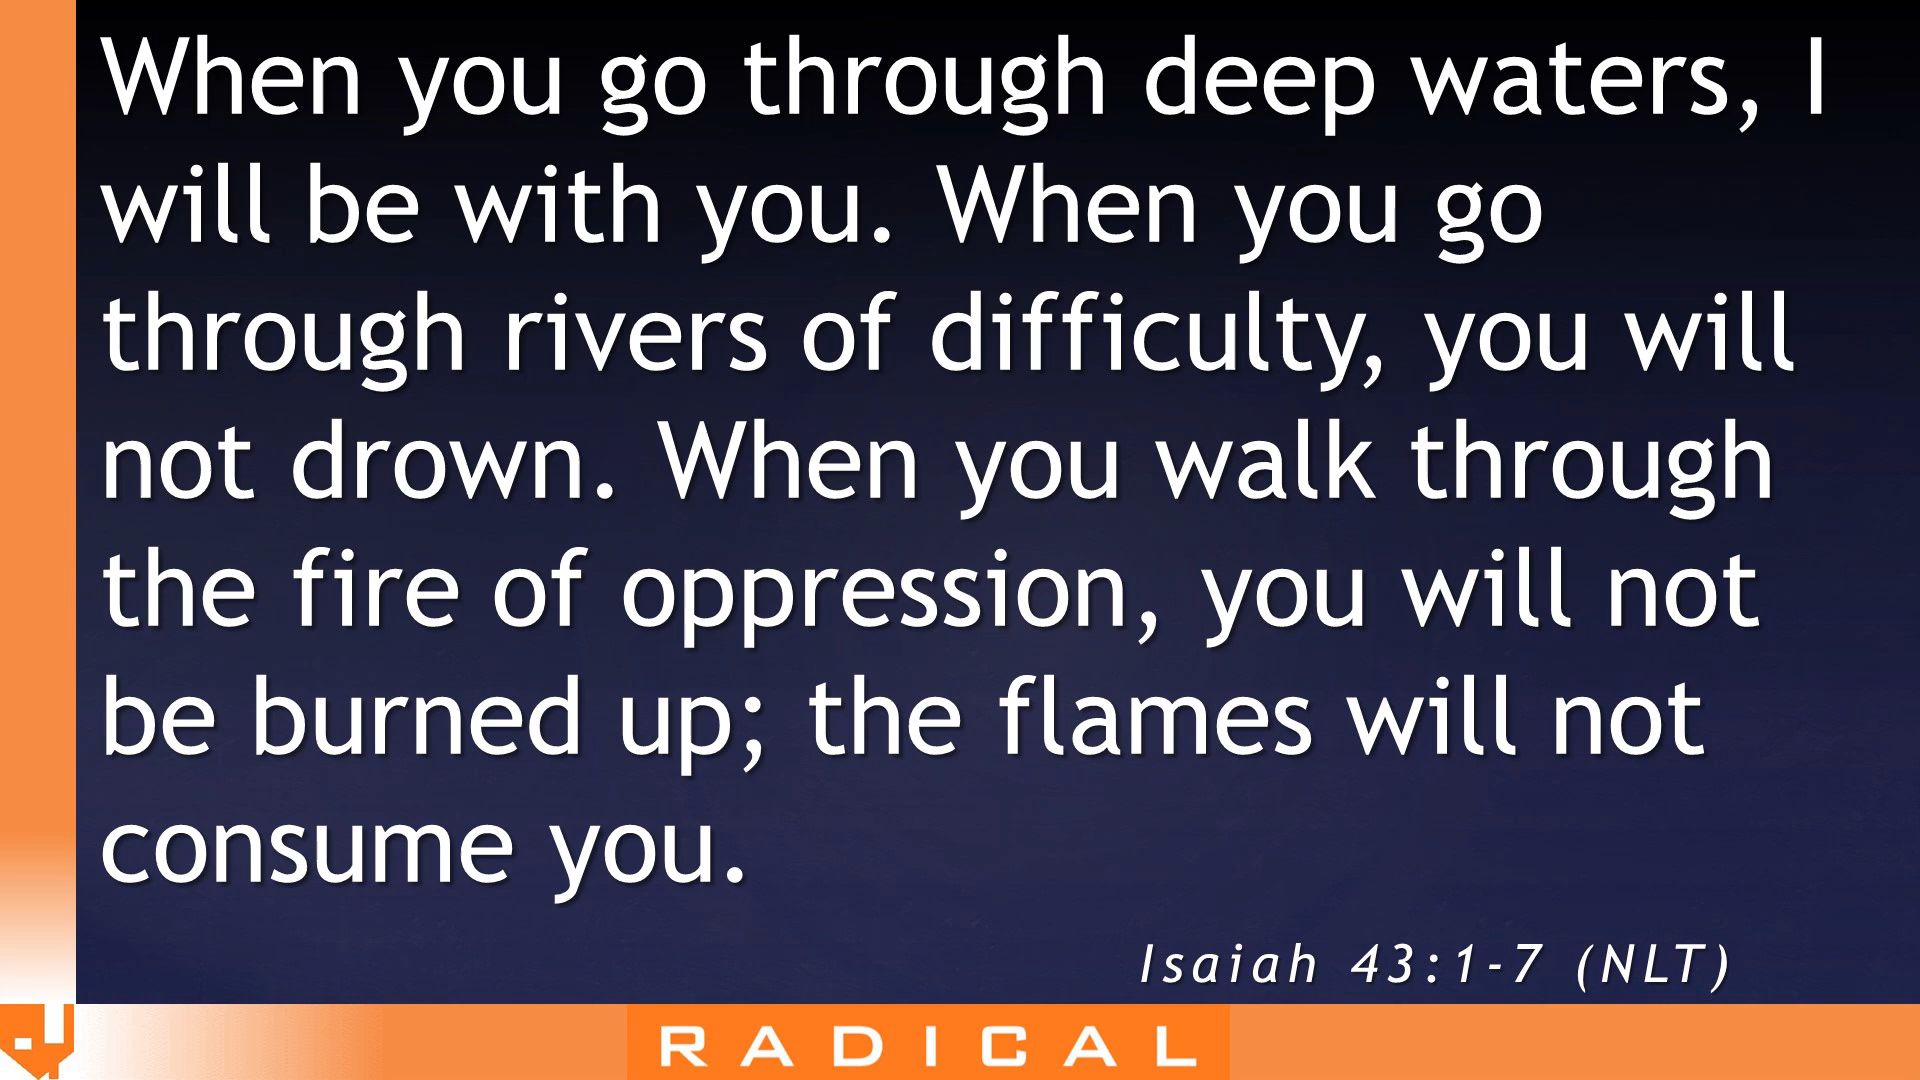 When you go through deep waters, I
will be with you. When you go
through rivers of difficulty, you will
not drown. When you walk through
the fire of oppression, you will not
be burned up; the flames will not
consume you.
Isaiah 43:1-7 (NLT)
RADICAL